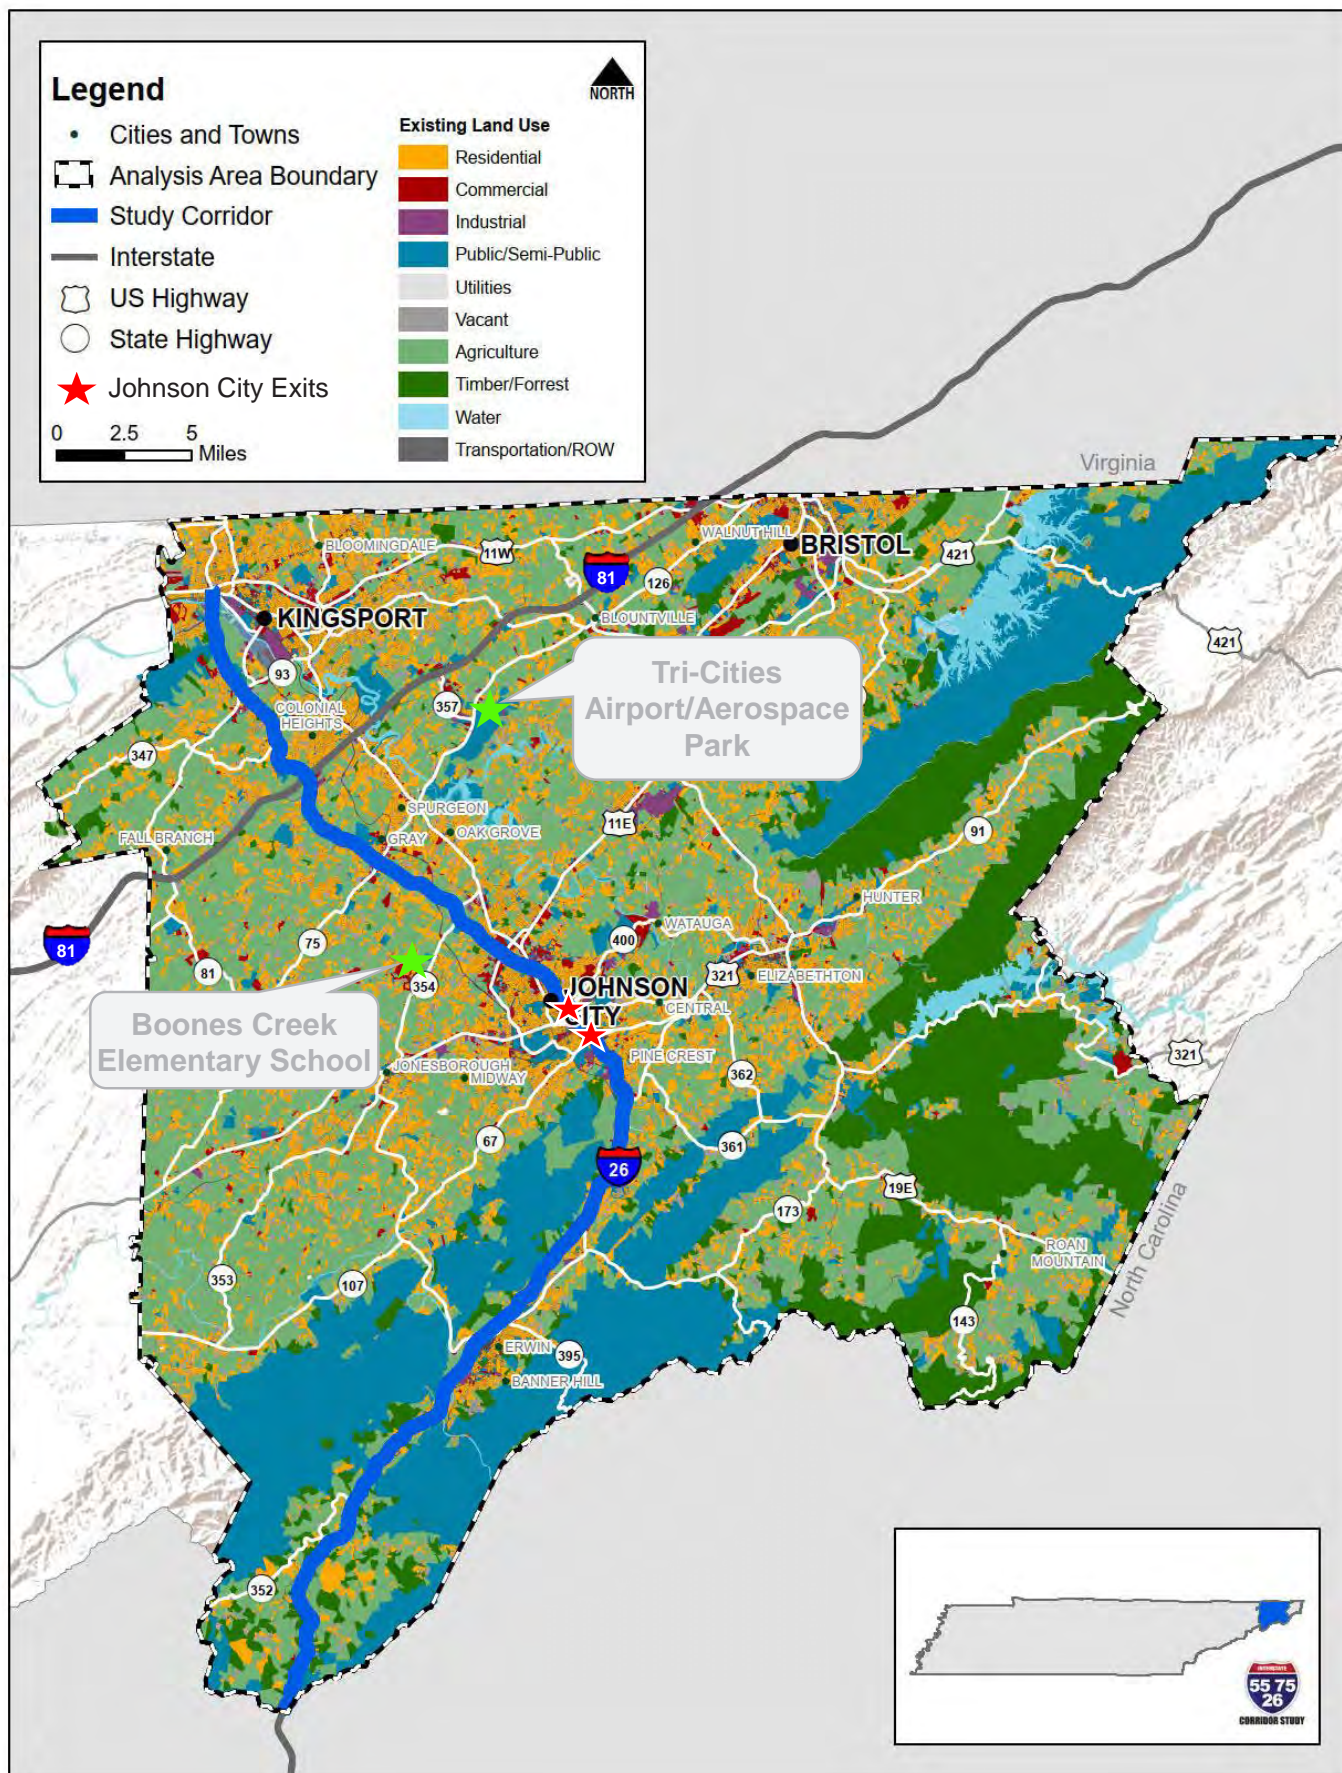 Legend
NORTH
Cities and Towns
Analysis Area Boundary
Study Corridor
Interstate
US Highway
State Highway
Johnson City Exits
0 2.5 5
Miles
Existing Land Use
Residential
Commercial
Industrial
Public/Semi-Public
Utilities
Vacant
Agriculture
Timber/Forrest
Water
Transportation/ROW
Virginia
BLOOMINGDALE
11W
WALNUT HILL
BRISTOL
421
81
126
KINGSPORT
BLOUNTVILLE
421
93
Tri-Cities
Airport/Aerospace
Park
357
COLONIAL
HEIGHTS
347
SPURGEON
11E
FALL BRANCH
GRAY
OAK GROVE
91
HUNTER
81
75
WATAUGA
400
81
354
321
ELIZABETHTON
JOHNSON
CITY
CENTRAL
Boones Creek
Elementary School
PINE CREST
321
JONESBOROUGH
MIDWAY
362
67
361
26
19E
173
ROAN
MOUNTAIN
North Carolina
353
107
143
ERWIN
395
BANNER HILL
352
INTERSTATE
55 75
26
CORRIDOR STUDY